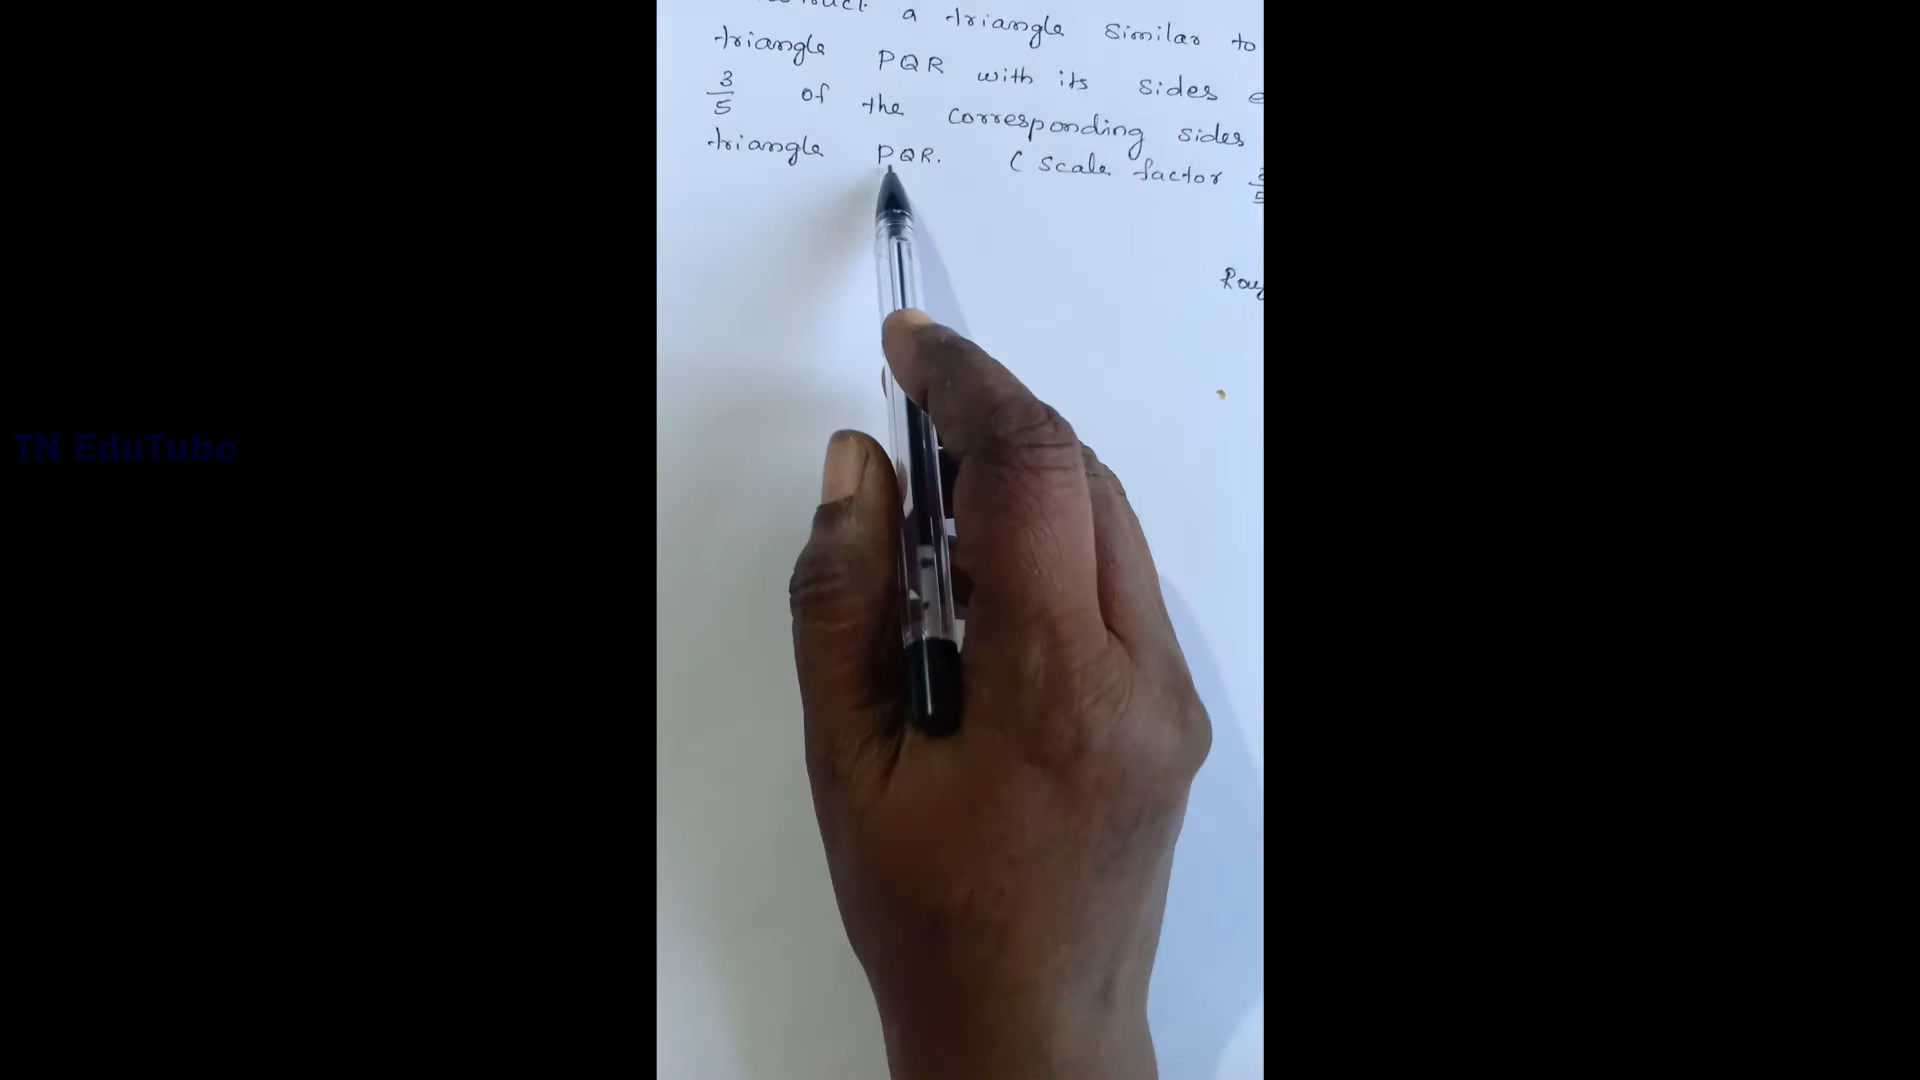 a triangle similar to
triangle PQR with its sides
3/5 of the corresponding sides
triangle PQR. ( scale factor
TN EduTube